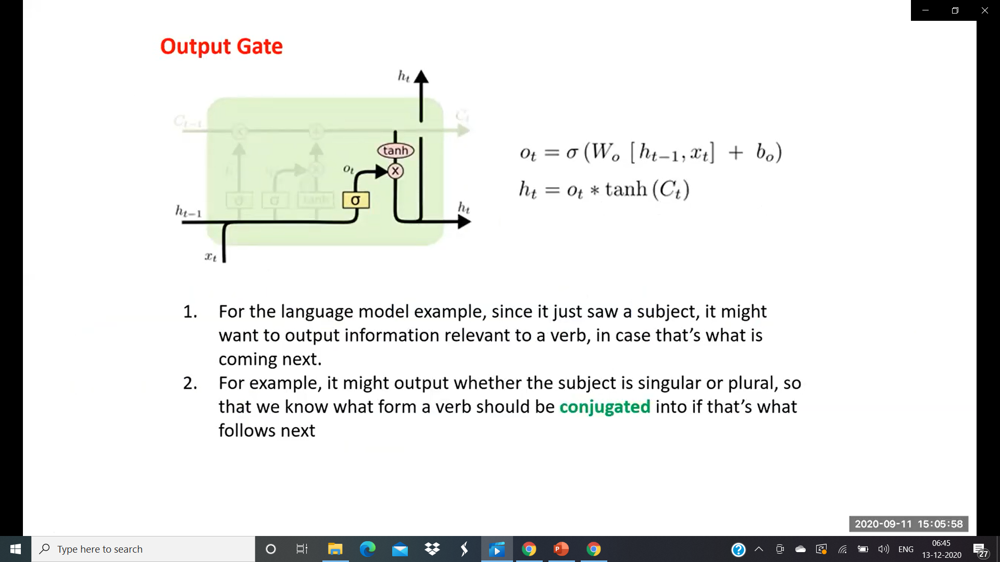 Output Gate
h_t
C_{t-1}
C_t
tanh
o_t
x
σ
σ
σ
tanh
h_{t-1}
h_t
x_t
o_t = σ (W_o [h_{t-1}, x_t] + b_o)
h_t = o_t * tanh (C_t)
1. For the language model example, since it just saw a subject, it might
want to output information relevant to a verb, in case that’s what is
coming next.
2. For example, it might output whether the subject is singular or plural, so
that we know what form a verb should be conjugated into if that’s what
follows next
2020-09-11 15:05:58
Type here to search
ENG
06:45
13-12-2020
27